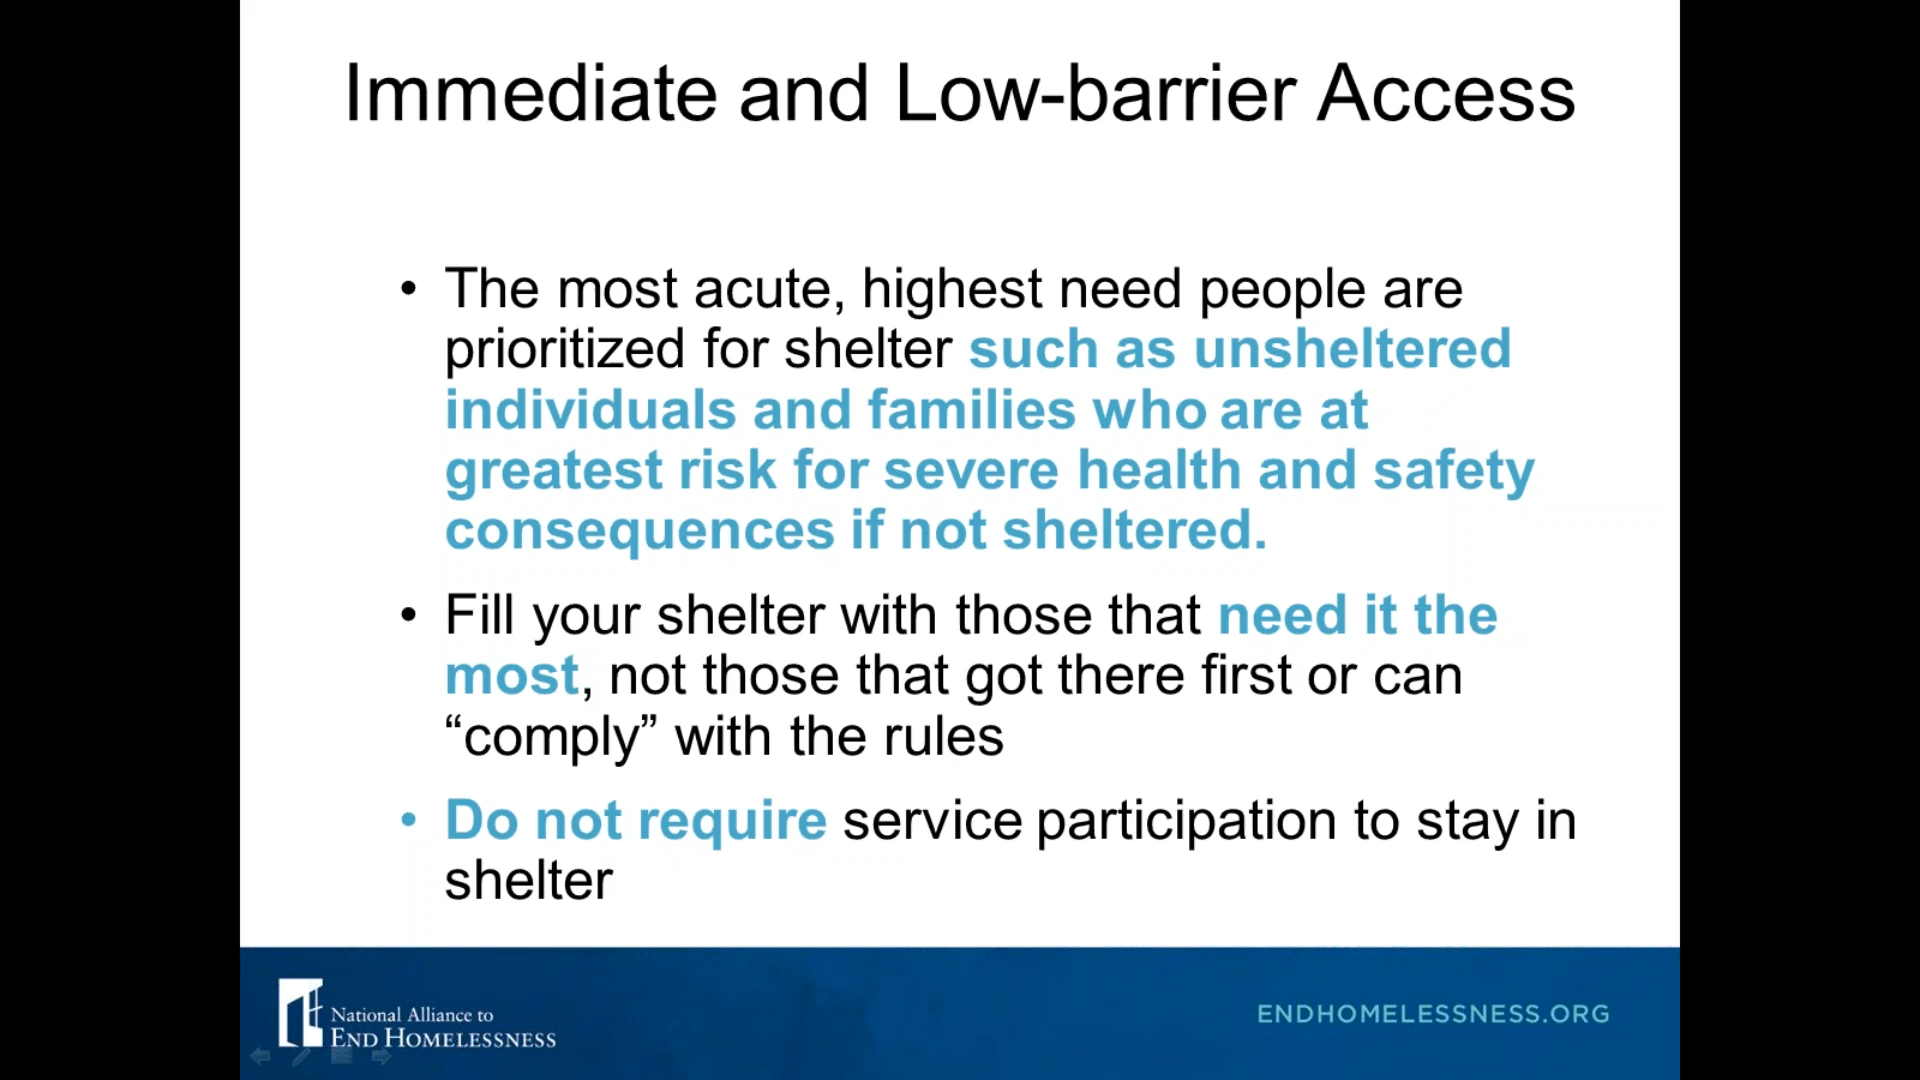 Immediate and Low-barrier Access
• The most acute, highest need people are
prioritized for shelter such as unsheltered
individuals and families who are at
greatest risk for severe health and safety
consequences if not sheltered.
• Fill your shelter with those that need it the
most, not those that got there first or can
“comply” with the rules
• Do not require service participation to stay in
shelter
National Alliance to
END HOMELESSNESS
ENDHOMELESSNESS.ORG